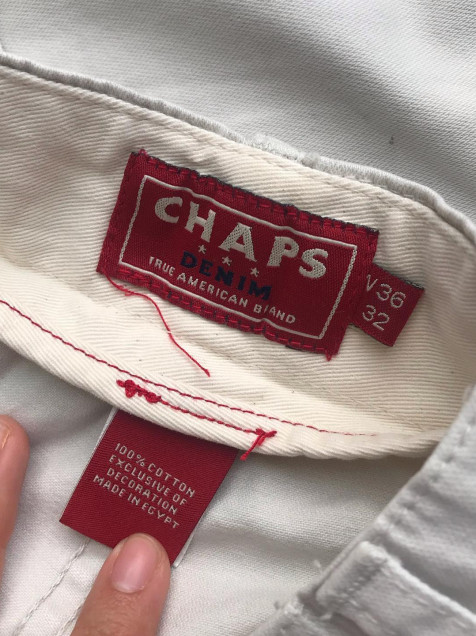 CHAPS
DENIM
TRUE AMERICAN BRAND
W36
32
100% COTTON
EXCLUSIVE OF
DECORATION
MADE IN EGYPT